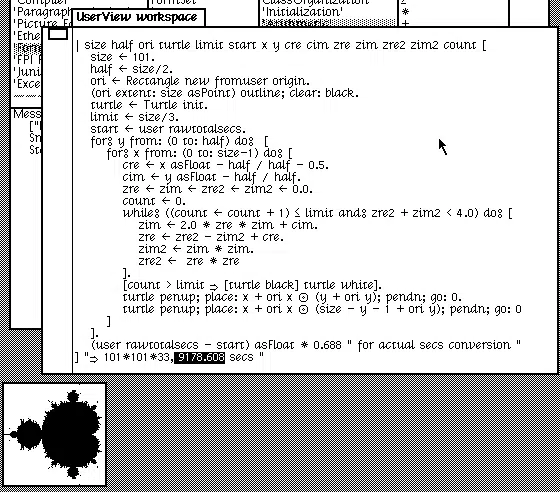 Compiler
'Paragraph
'Picture Fo
'Ethe
'FPI
'Juni
'Exce
FormSet
ClassOrganization
'Initialization'
'Arithmetic'
*
+
UserView workspace
Mess
["
Sn
Sta
| size half ori turtle limit start x y cre cim zre zim zre2 zim2 count [
size ← 101.
half ← size/2.
ori ← Rectangle new fromuser origin.
(ori extent: size asPoint) outline; clear: black.
turtle ← Turtle init.
limit ← size/3.
start ← user rawtotalsecs.
for⦂ y from: (0 to: half) do⦂ [
for⦂ x from: (0 to: size-1) do⦂ [
cre ← x asFloat - half / half - 0.5.
cim ← y asFloat - half / half.
zre ← zim ← zre2 ← zim2 ← 0.0.
count ← 0.
while⦂ ((count ← count + 1) ≤ limit and⦂ zre2 + zim2 < 4.0) do⦂ [
zim ← 2.0 * zre * zim + cim.
zre ← zre2 - zim2 + cre.
zim2 ← zim * zim.
zre2 ← zre * zre
].
[count > limit ⇒ [turtle black] turtle white].
turtle penup; place: x + ori x ⊙ (y + ori y); pendn; go: 0.
turtle penup; place: x + ori x ⊙ (size - y - 1 + ori y); pendn; go: 0
]
].
(user rawtotalsecs - start) asFloat * 0.688 " for actual secs conversion "
] "⇒ 101*101*33, 9178.608 secs "